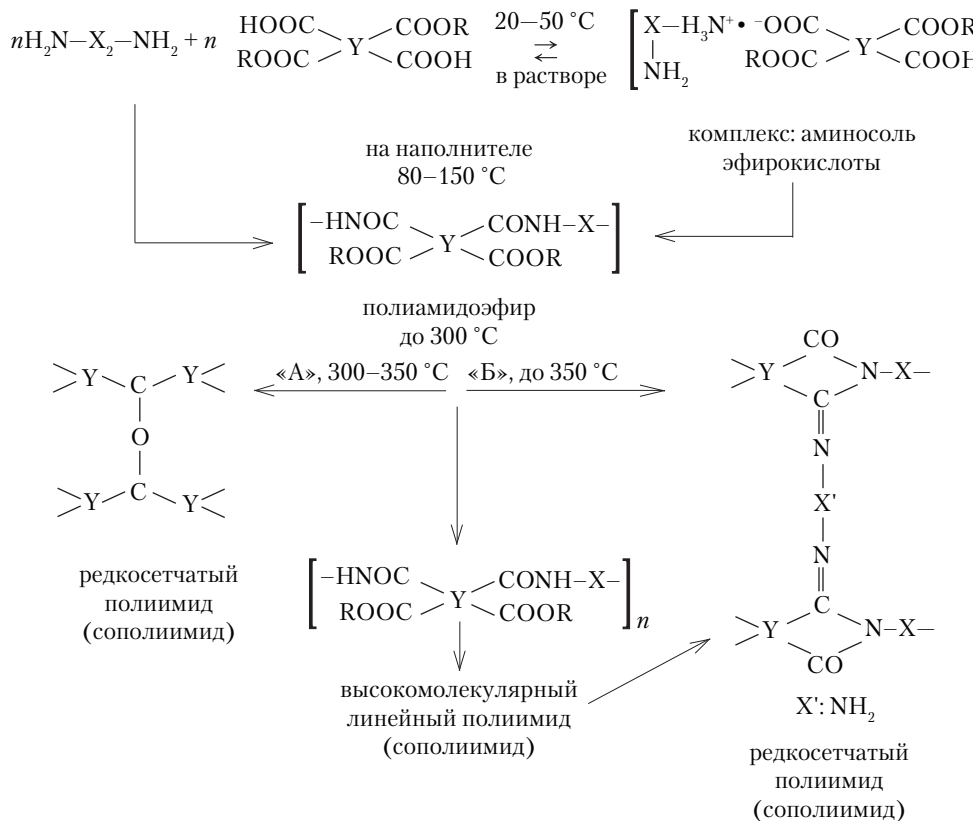 HOOC COOR 20–50 °C X–H₃N⁺ • ⁻OOC COOR
nH₂N–X₂–NH₂ + n Y Y
ROOC COOH в растворе NH₂ ROOC COOH
на наполнителе
80–150 °C
комплекс: аминосоль
эфирокислоты
–HNOC CONH–X–
Y
ROOC COOR
полиамидоэфир
до 300 °C
«А», 300–350 °C «Б», до 350 °C
Y C Y
O
Y C Y
редкосетчатый
полиимид
(сополиимид)
CO
Y N–X–
C
N
X'
N
C
Y N–X–
CO
X': NH₂
редкосетчатый
полиимид
(сополиимид)
–HNOC CONH–X–
Y
ROOC COOR n
высокомолекулярный
линейный полиимид
(сополиимид)